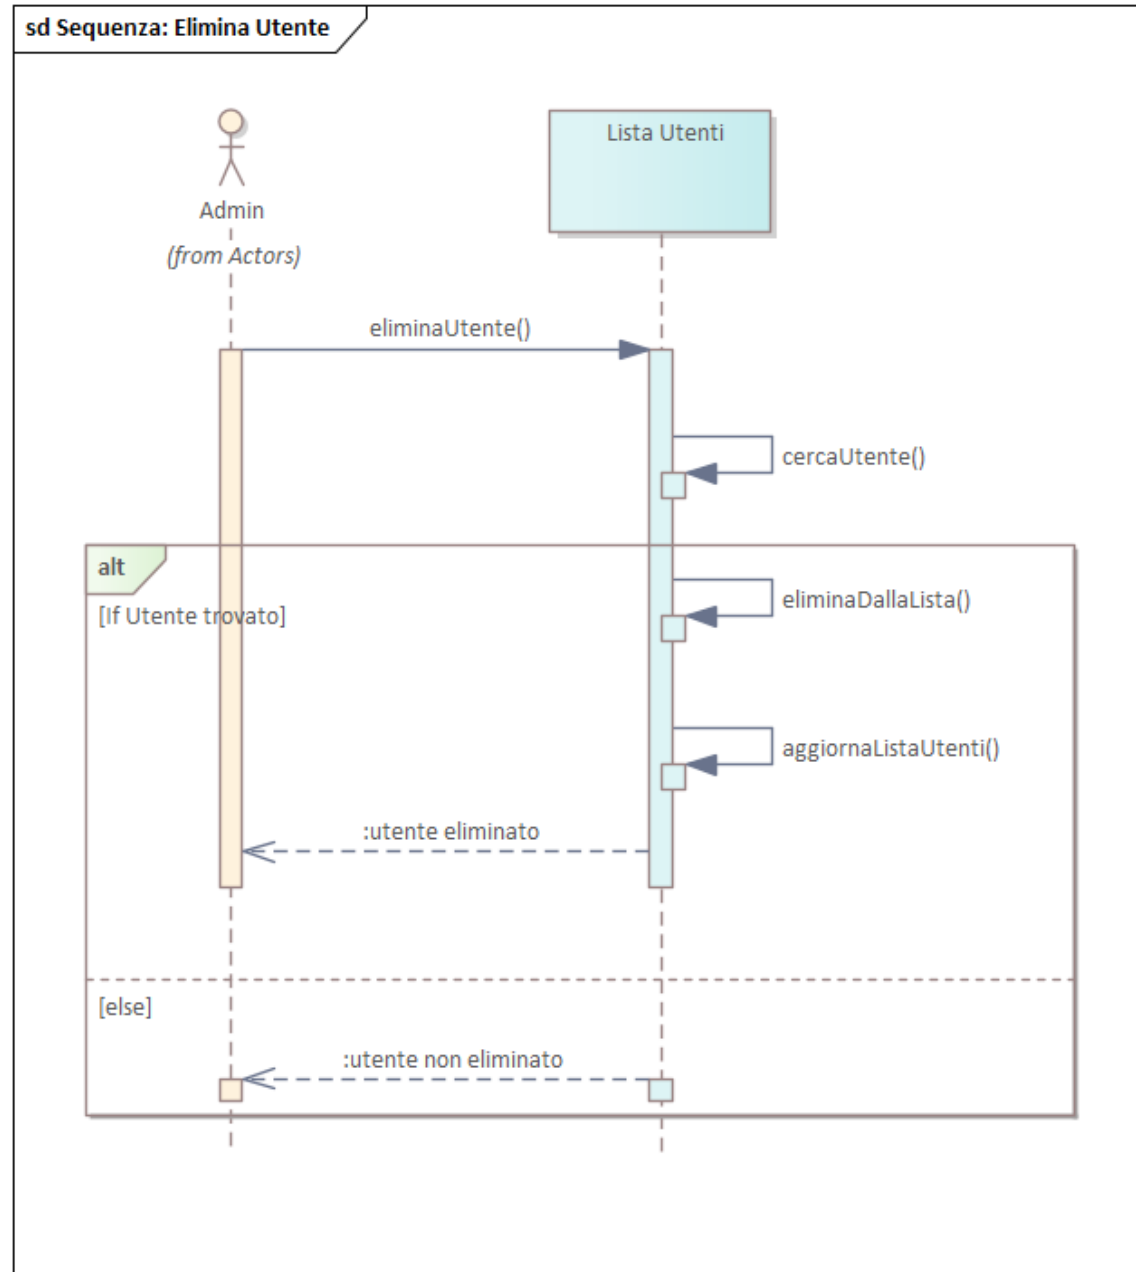 sd Sequenza: Elimina Utente
Lista Utenti
Admin
(from Actors)
eliminaUtente()
cercaUtente()
alt
[If Utente trovato]
eliminaDallaLista()
aggiornaListaUtenti()
:utente eliminato
[else]
:utente non eliminato